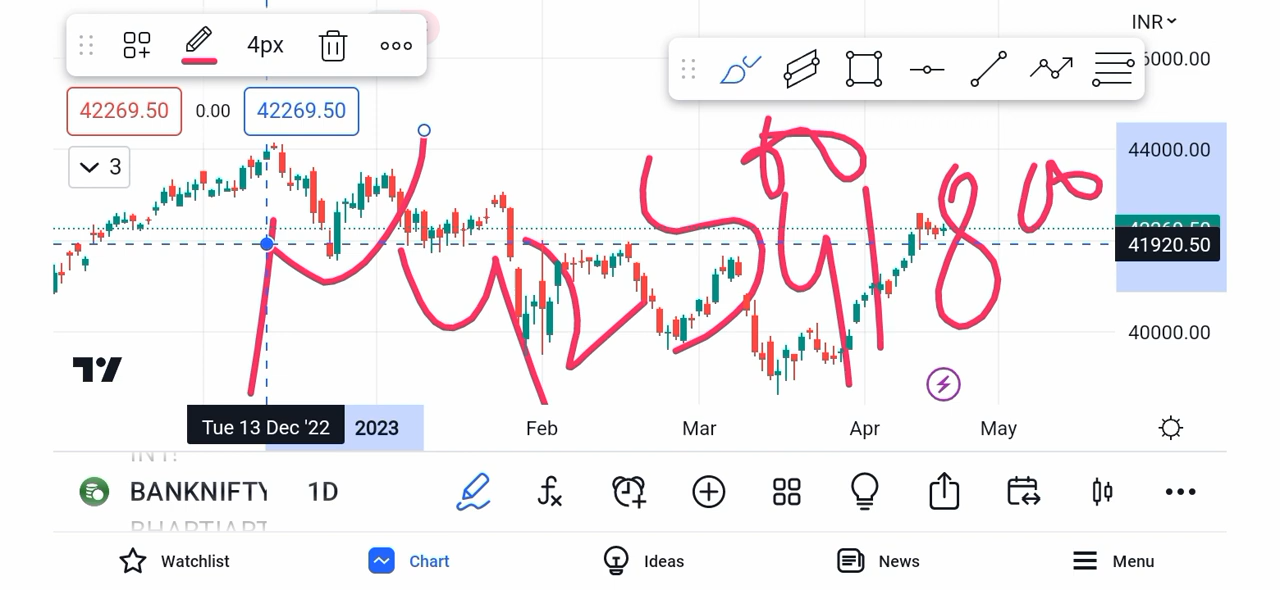 INR
4px
6000.00
42269.50 0.00 42269.50
3
44000.00
41920.50
40000.00
Tue 13 Dec '22 2023 Feb Mar Apr May
BANKNIFTY 1D
Watchlist Chart Ideas News Menu